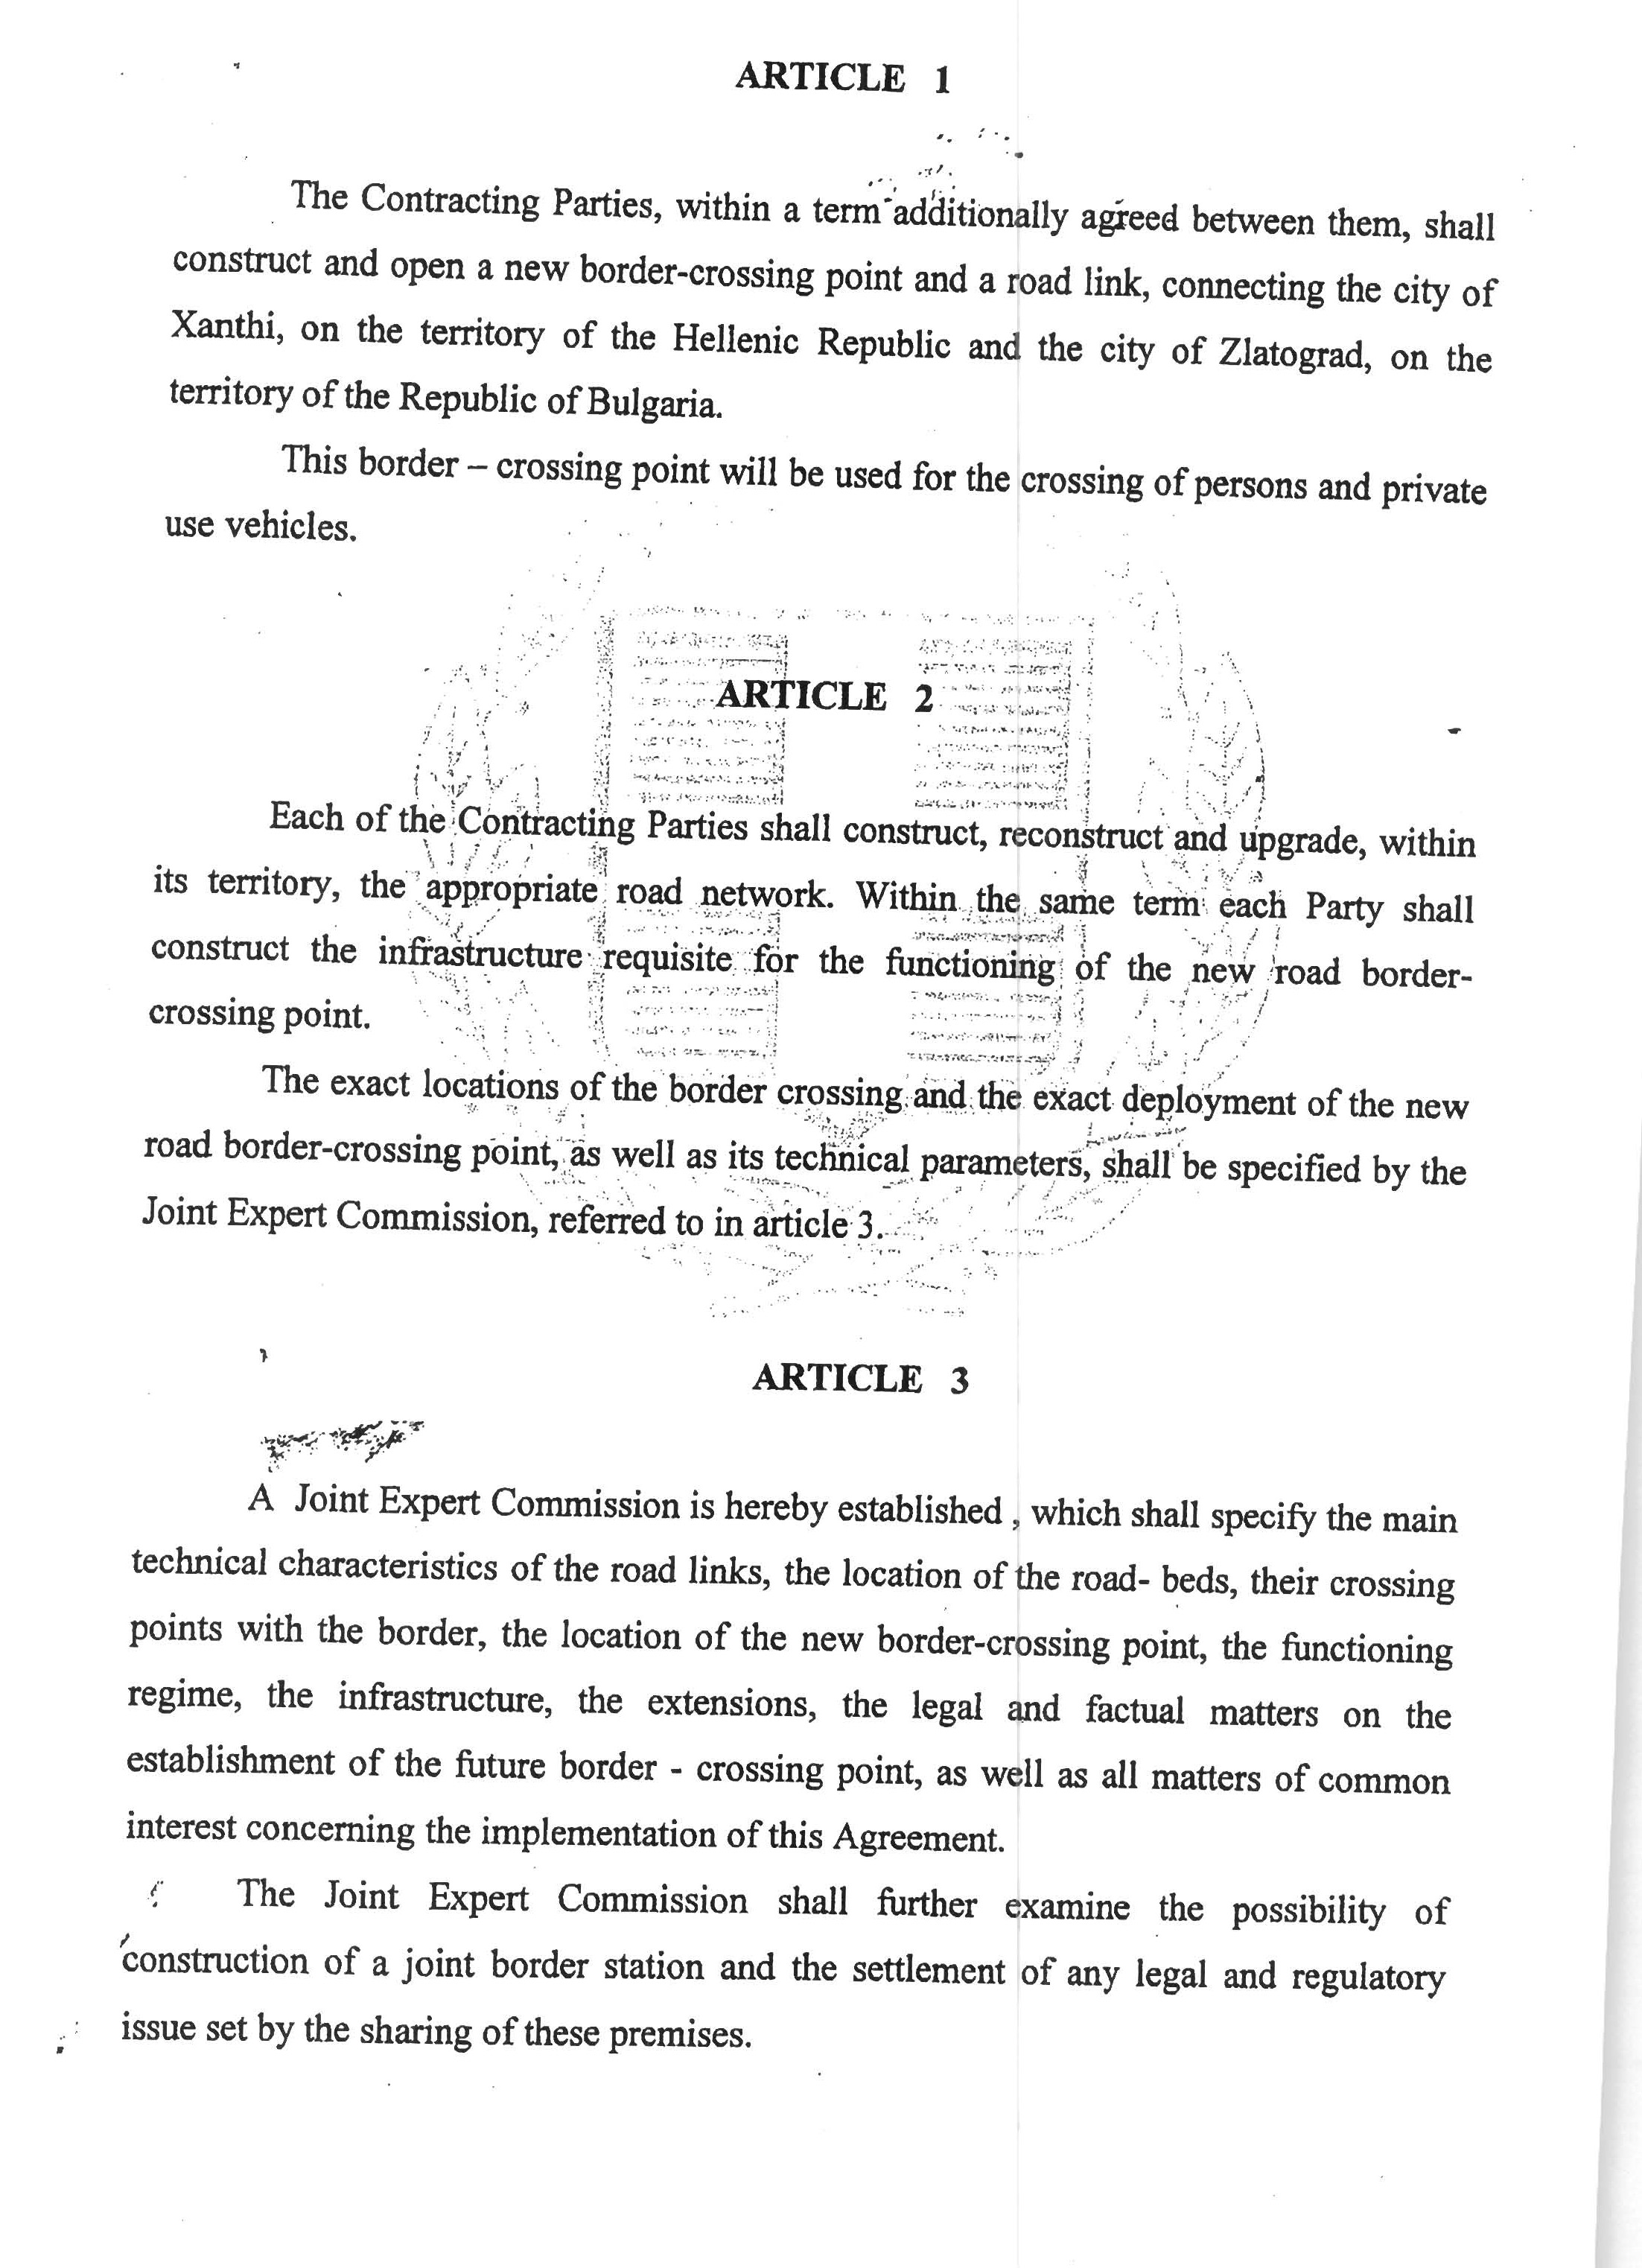 ARTICLE 1
The Contracting Parties, within a term additionally agreed between them, shall
construct and open a new border-crossing point and a road link, connecting the city of
Xanthi, on the territory of the Hellenic Republic and the city of Zlatograd, on the
territory of the Republic of Bulgaria.
This border – crossing point will be used for the crossing of persons and private
use vehicles.
ARTICLE 2
Each of the Contracting Parties shall construct, reconstruct and upgrade, within
its territory, the appropriate road network. Within the same term each Party shall
construct the infrastructure requisite for the functioning of the new road border-
crossing point.
The exact locations of the border crossing and the exact deployment of the new
road border-crossing point, as well as its technical parameters, shall be specified by the
Joint Expert Commission, referred to in article 3.
ARTICLE 3
A Joint Expert Commission is hereby established , which shall specify the main
technical characteristics of the road links, the location of the road- beds, their crossing
points with the border, the location of the new border-crossing point, the functioning
regime, the infrastructure, the extensions, the legal and factual matters on the
establishment of the future border - crossing point, as well as all matters of common
interest concerning the implementation of this Agreement.
The Joint Expert Commission shall further examine the possibility of
construction of a joint border station and the settlement of any legal and regulatory
issue set by the sharing of these premises.